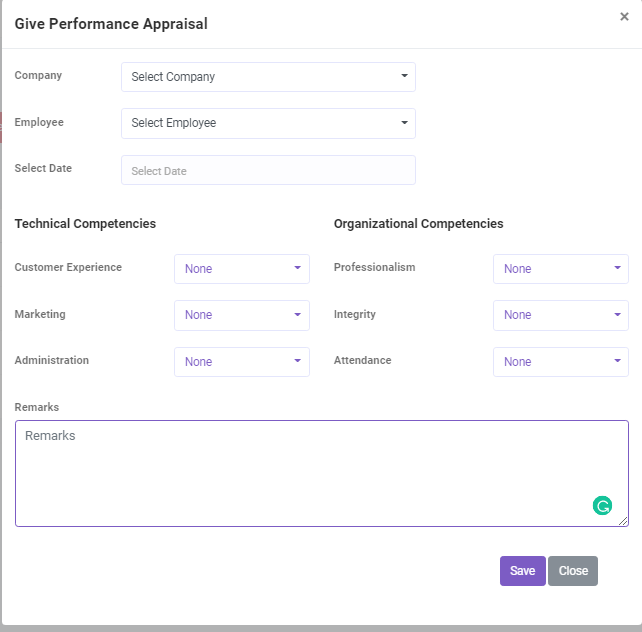 Give Performance Appraisal
×
Company
Select Company
Employee
Select Employee
Select Date
Select Date
Technical Competencies
Organizational Competencies
Customer Experience
None
Professionalism
None
Marketing
None
Integrity
None
Administration
None
Attendance
None
Remarks
Remarks
Save
Close